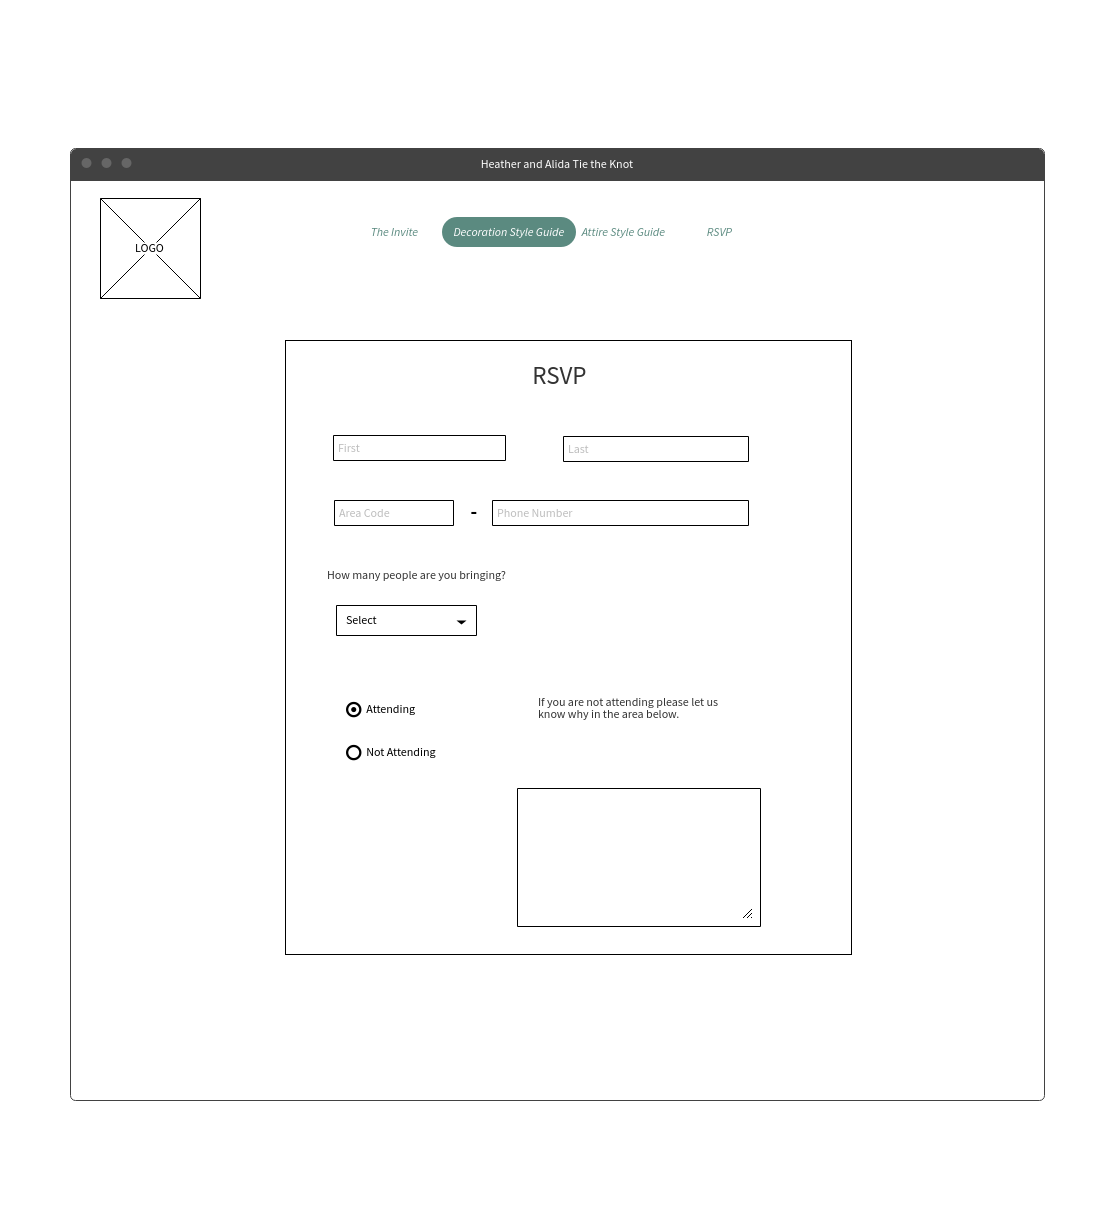 Heather and Alida Tie the Knot
LOGO
The Invite
Decoration Style Guide
Attire Style Guide
RSVP
RSVP
First
Last
Area Code
-
Phone Number
How many people are you bringing?
Select
Attending
If you are not attending please let us
know why in the area below.
Not Attending